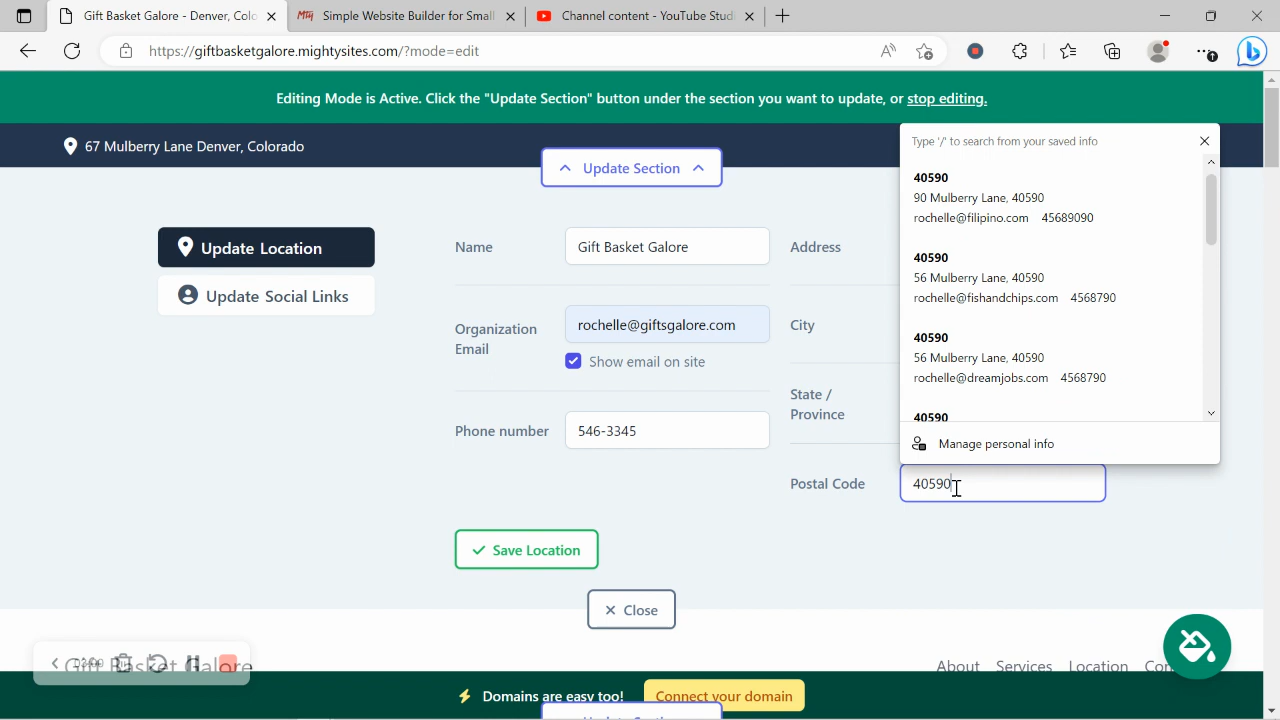 Gift Basket Galore - Denver, Colo
Simple Website Builder for Small
Channel content - YouTube Studi
https://giftbasketgalore.mightysites.com/?mode=edit
Editing Mode is Active. Click the "Update Section" button under the section you want to update, or stop editing.
67 Mulberry Lane Denver, Colorado
Update Section
Type '/' to search from your saved info
40590
90 Mulberry Lane, 40590
rochelle@filipino.com 45689090
40590
56 Mulberry Lane, 40590
rochelle@fishandchips.com 4568790
40590
56 Mulberry Lane, 40590
rochelle@dreamjobs.com 4568790
40590
Manage personal info
Update Location
Update Social Links
Name
Gift Basket Galore
Address
Organization
Email
rochelle@giftsgalore.com
Show email on site
City
State /
Province
Phone number
546-3345
Postal Code
40590
Save Location
Close
Gift Basket Galore
About Services Location Con
Domains are easy too! Connect your domain
Update Section